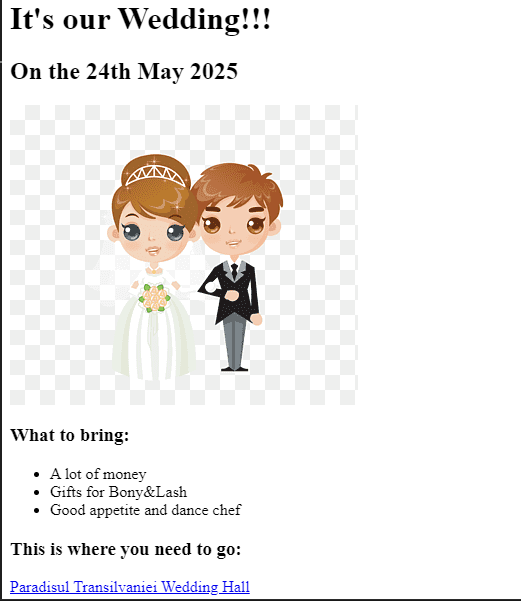 It's our Wedding!!!
On the 24th May 2025
What to bring:
A lot of money
Gifts for Bony&Lash
Good appetite and dance chef
This is where you need to go:
Paradisul Transilvaniei Wedding Hall